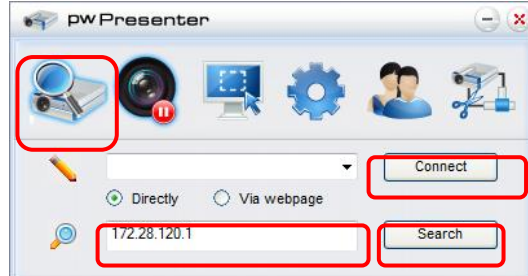 pwPresenter
Connect
Directly Via webpage
172.28.120.1 Search